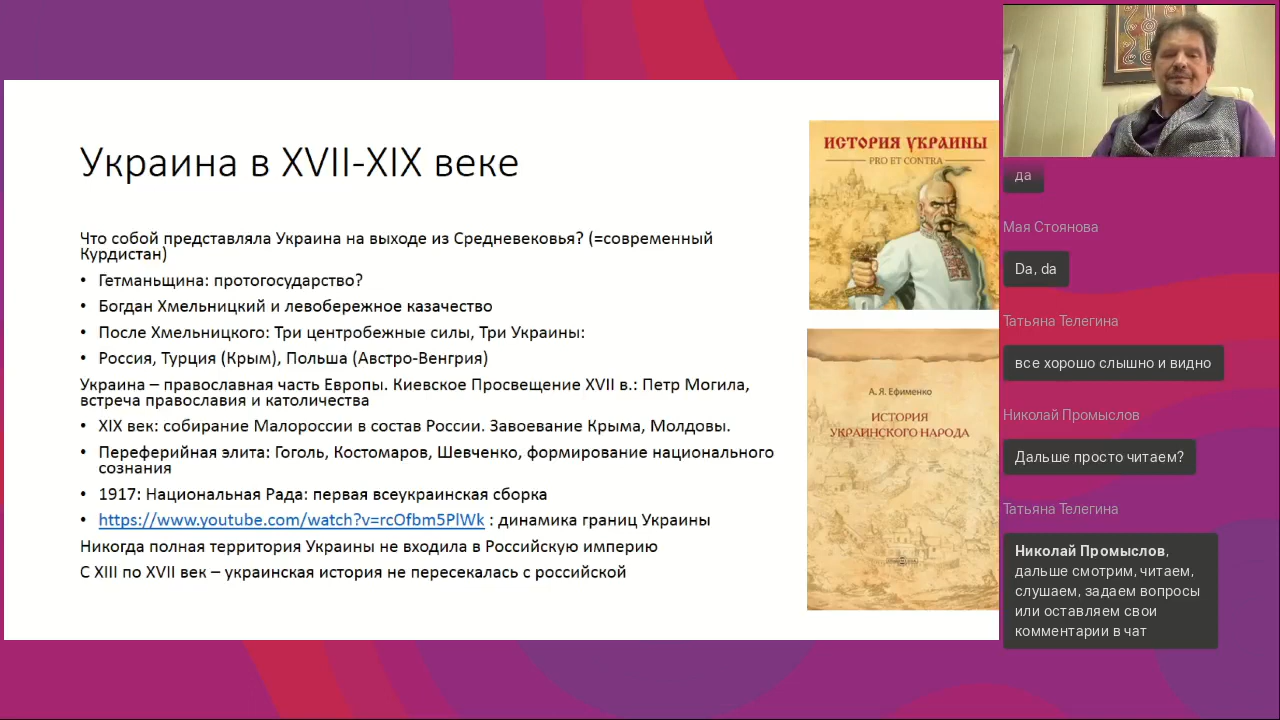 Украина в XVII-XIX веке
Что собой представляла Украина на выходе из Средневековья? (=современный
Курдистан)
• Гетманьщина: протогосударство?
• Богдан Хмельницкий и левобережное казачество
• После Хмельницкого: Три центробежные силы, Три Украины:
• Россия, Турция (Крым), Польша (Австро-Венгрия)
Украина – православная часть Европы. Киевское Просвещение XVII в.: Петр Могила,
встреча православия и католичества
• XIX век: собирание Малороссии в состав России. Завоевание Крыма, Молдовы.
• Переферийная элита: Гоголь, Костомаров, Шевченко, формирование национального
сознания
• 1917: Национальная Рада: первая всеукраинская сборка
• https://www.youtube.com/watch?v=rcOfbm5PlWk : динамика границ Украины
Никогда полная территория Украины не входила в Российскую империю
С XIII по XVII век – украинская история не пересекалась с российской
ИСТОРИЯ УКРАИНЫ
PRO ET CONTRA
А. Я. Ефименко
ИСТОРИЯ
УКРАИНСКОГО НАРОДА
да
Мая Стоянова
Da, da
Татьяна Телегина
все хорошо слышно и видно
Николай Промыслов
Дальше просто читаем?
Татьяна Телегина
Николай Промыслов,
дальше смотрим, читаем,
слушаем, задаем вопросы
или оставляем свои
комментарии в чат